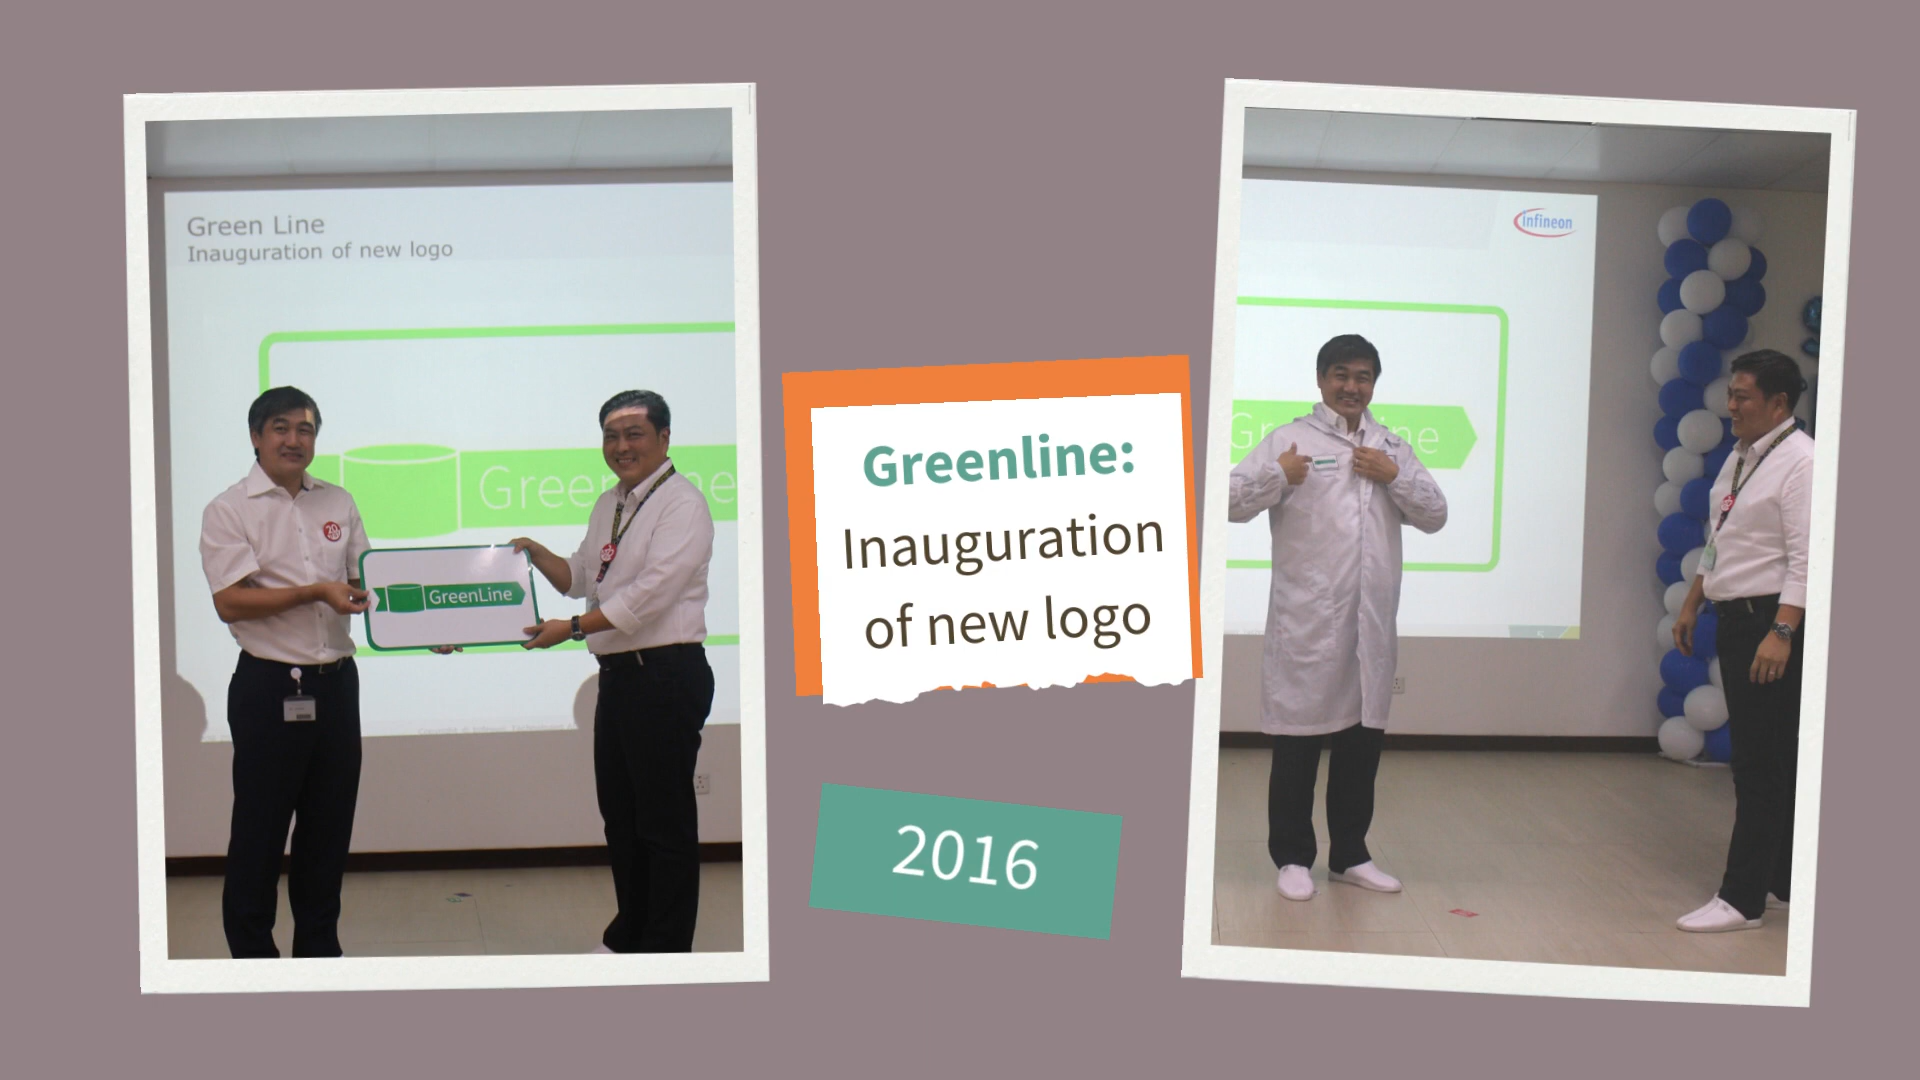 Green Line
Inauguration of new logo
GreenLine
Greenline:
Inauguration
of new logo
2016
infineon